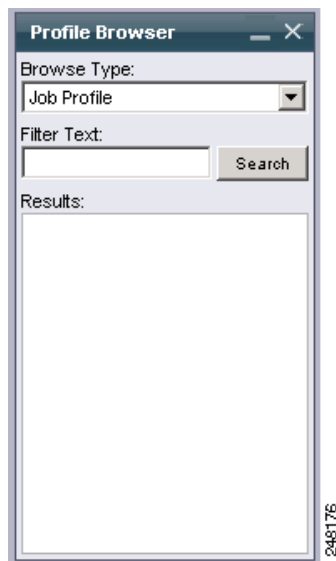 Profile Browser
Browse Type:
Job Profile
Filter Text:
Search
Results:
248176